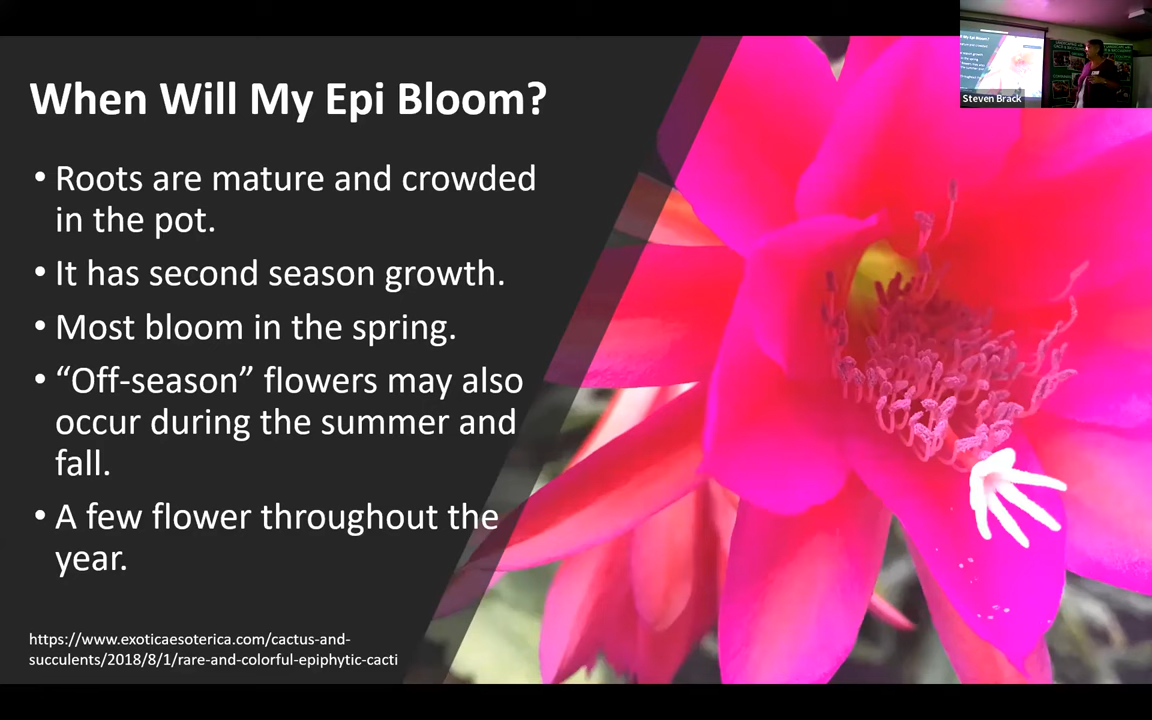 When Will My Epi Bloom?
• Roots are mature and crowded
in the pot.
• It has second season growth.
• Most bloom in the spring.
• “Off-season” flowers may also
occur during the summer and
fall.
• A few flower throughout the
year.
https://www.exoticaesoterica.com/cactus-and-
succulents/2018/8/1/rare-and-colorful-epiphytic-cacti
Steven Brack